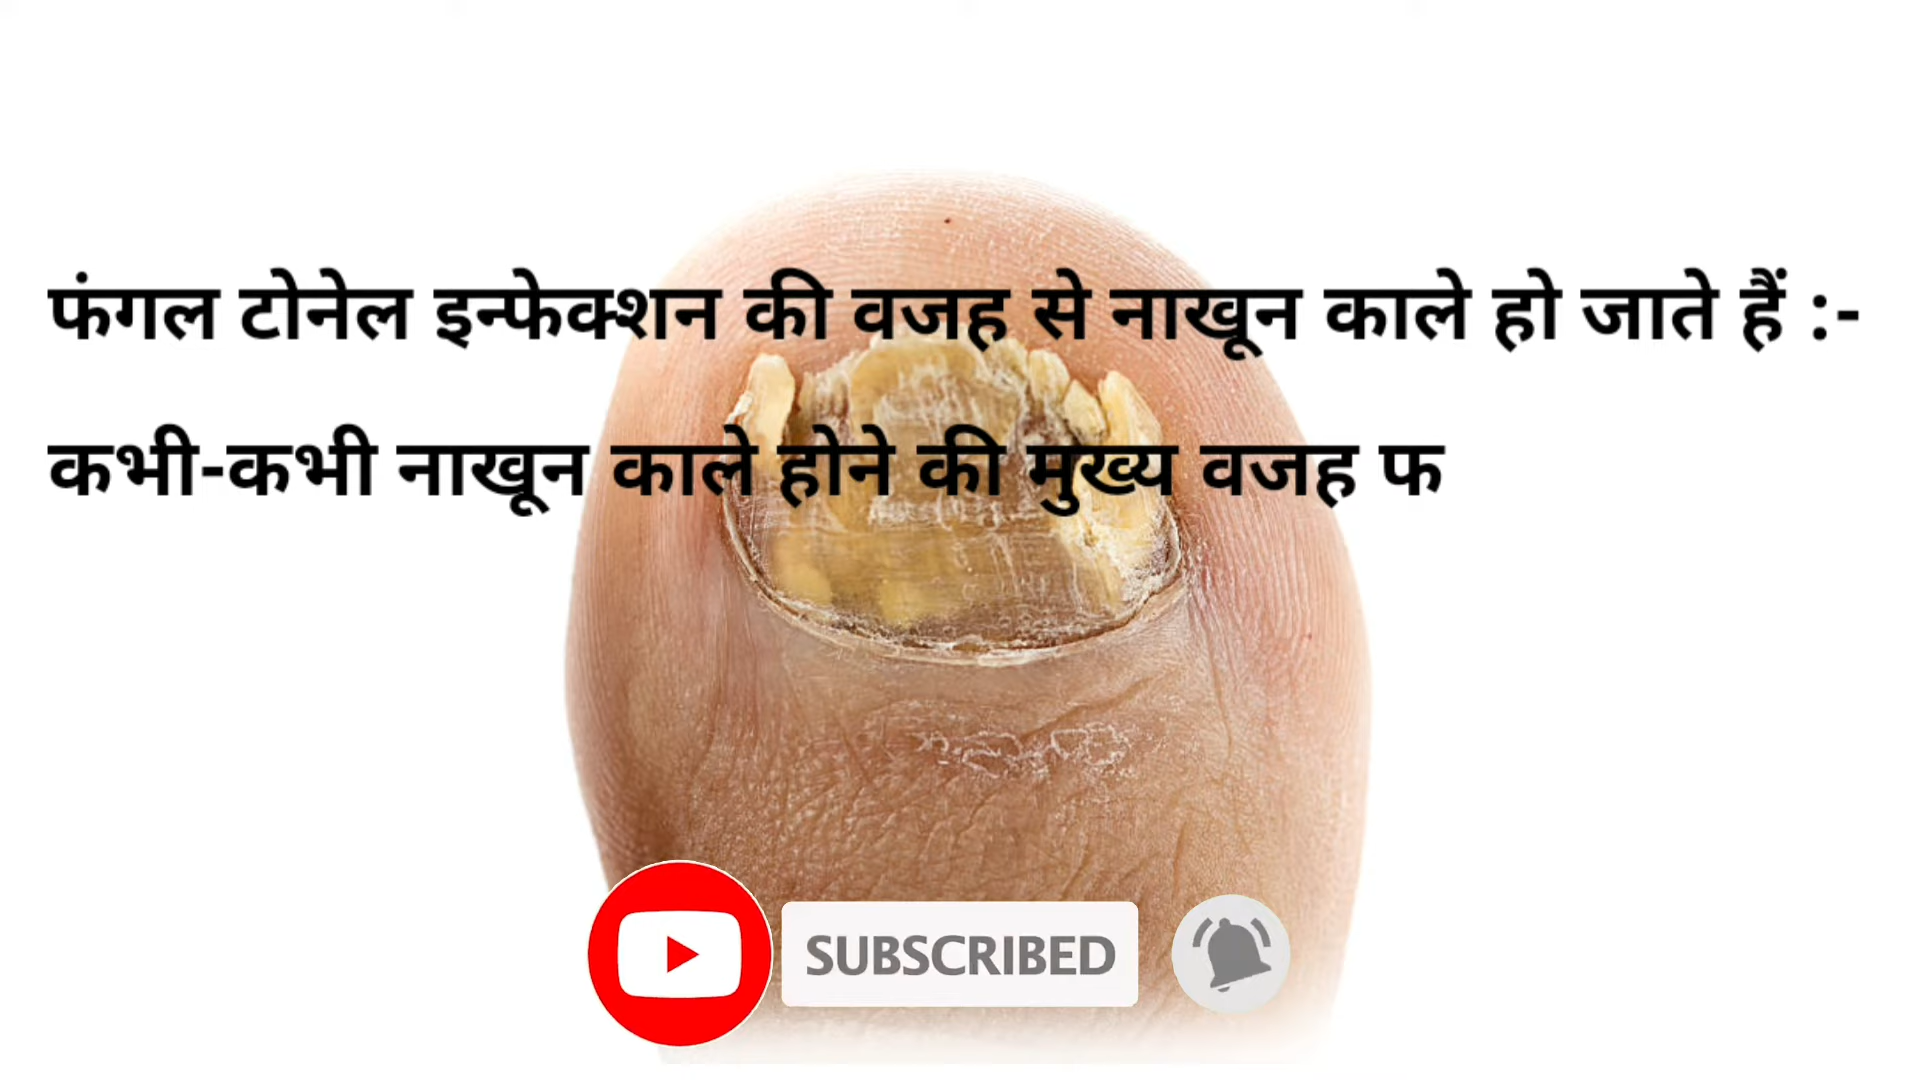 फंगल टोनेल इन्फेक्शन की वजह से नाखून काले हो जाते हैं :-
कभी-कभी नाखून काले होने की मुख्य वजह फ
SUBSCRIBED